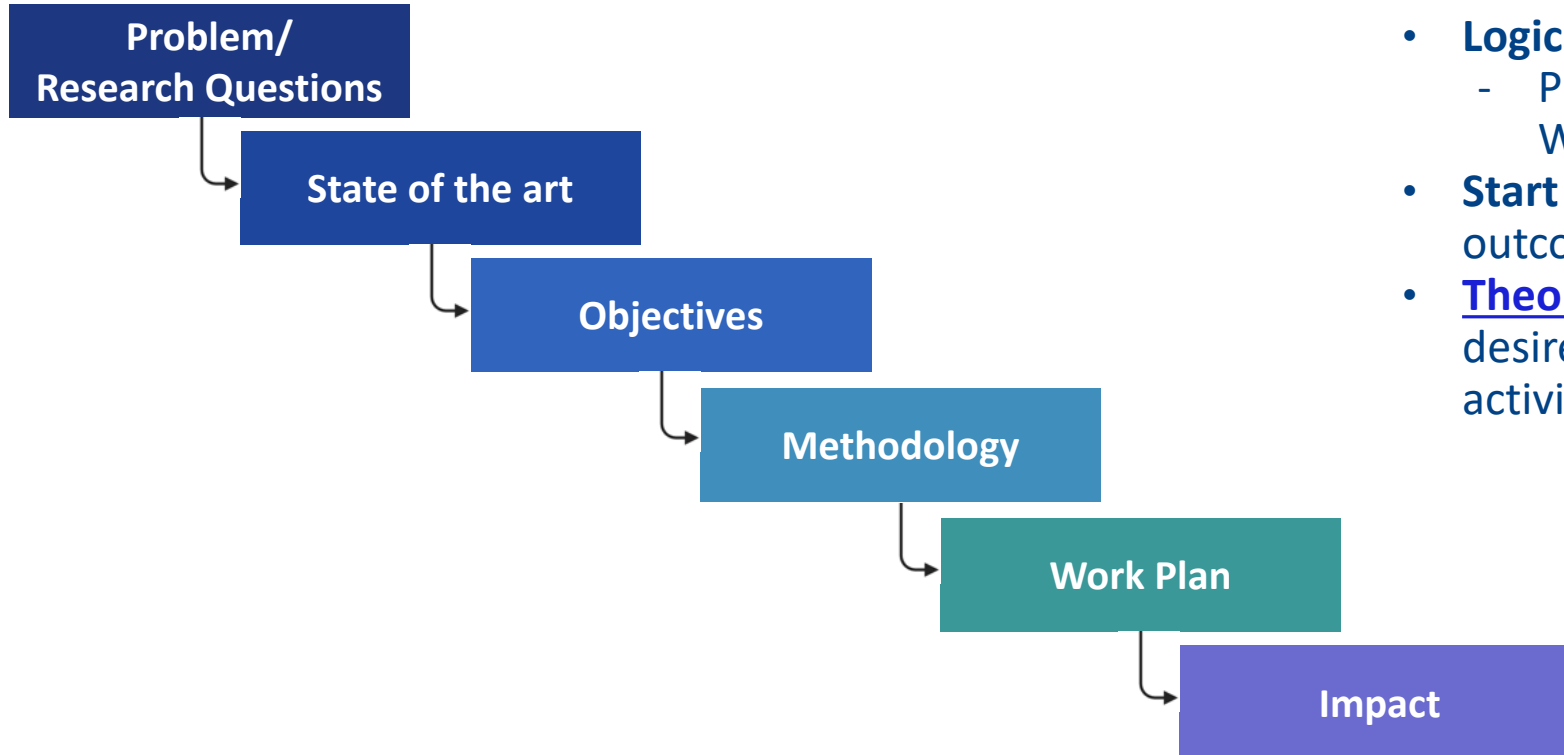 Problem/
Research Questions
State of the art
Objectives
Methodology
Work Plan
Impact
• Logic
- P
W
• Start
outco
• Theo
desire
activi